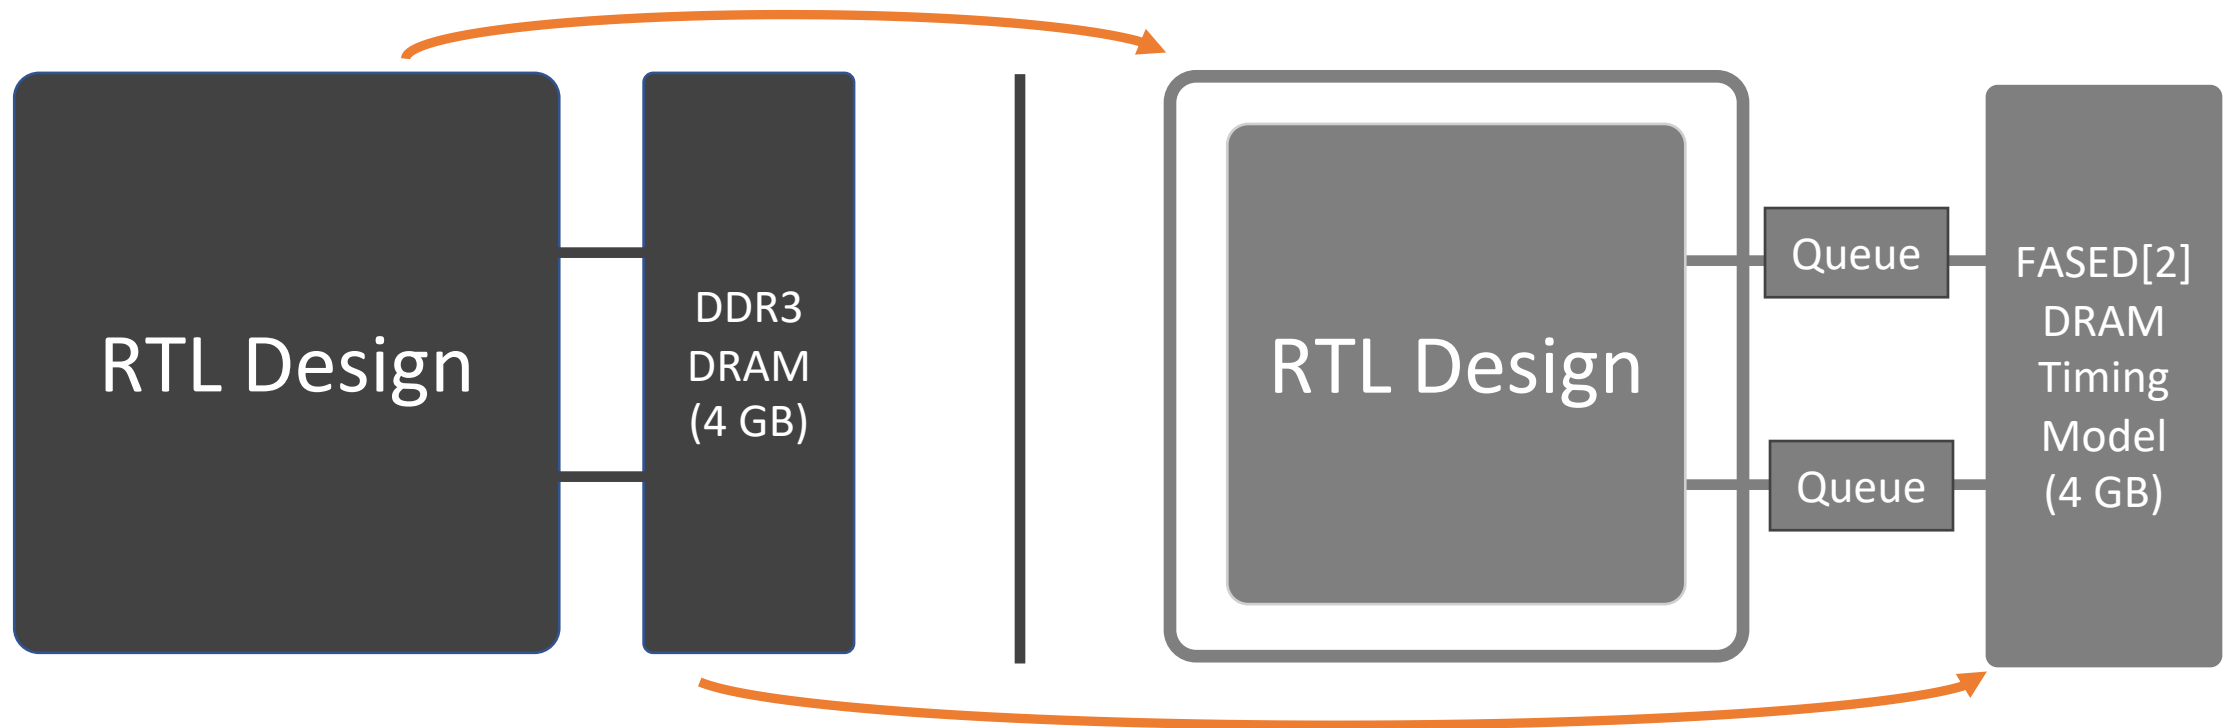 RTL Design
DDR3
DRAM
(4 GB)
RTL Design
Queue
Queue
FASED[2]
DRAM
Timing
Model
(4 GB)